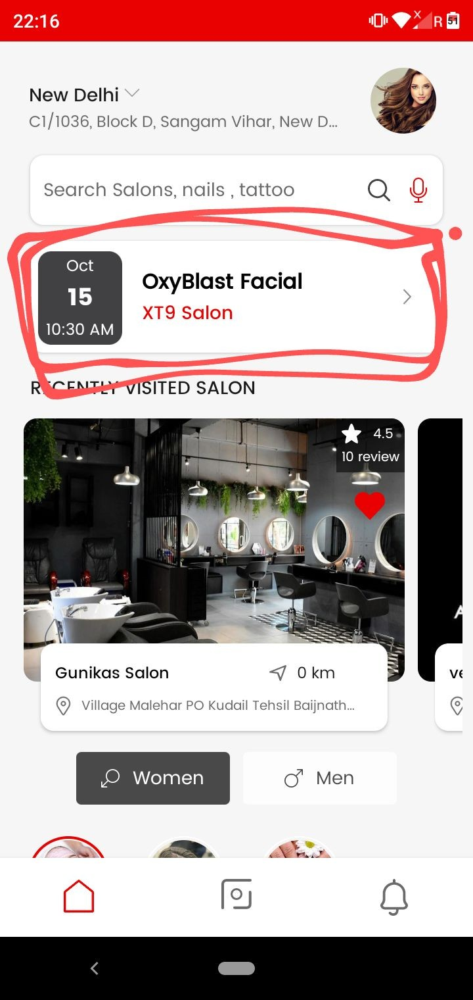 22:16
X
R
51
New Delhi
C1/1036, Block D, Sangam Vihar, New D...
Search Salons, nails , tattoo
Oct
15
10:30 AM
OxyBlast Facial
XT9 Salon
RECENTLY VISITED SALON
4.5
10 review
A
Gunikas Salon
0 km
ve
Village Malehar PO Kudail Tehsil Baijnath...
Women
Men